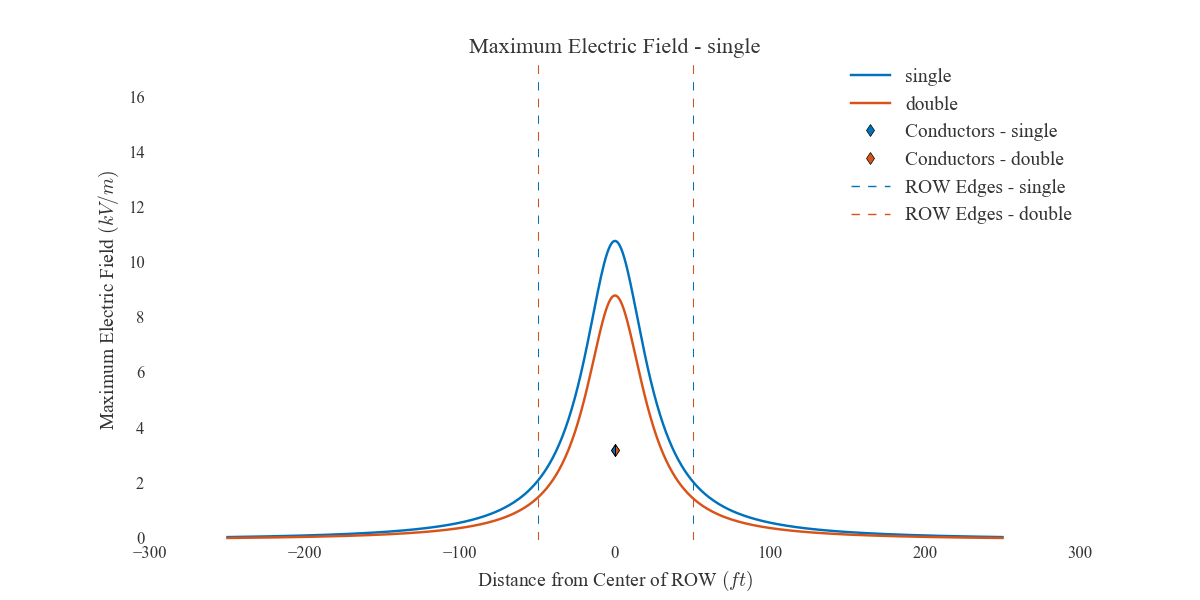 Maximum Electric Field - single
single
double
Conductors - single
Conductors - double
ROW Edges - single
ROW Edges - double
Maximum Electric Field (kV/m)
16
14
12
10
8
6
4
2
0
−300
−200
−100
0
100
200
300
Distance from Center of ROW (ft)